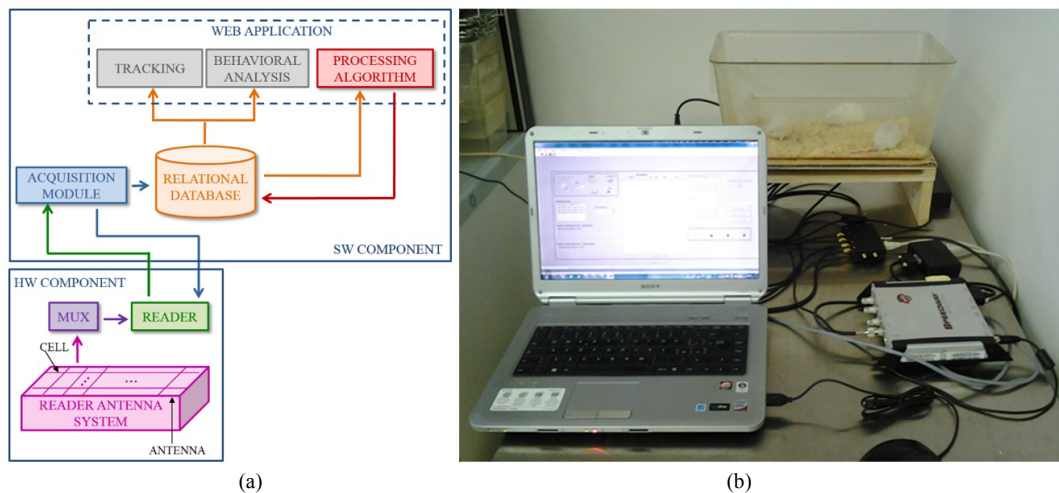 WEB APPLICATION
TRACKING
BEHAVIORAL
ANALYSIS
PROCESSING
ALGORITHM
ACQUISITION
MODULE
RELATIONAL
DATABASE
SW COMPONENT
HW COMPONENT
MUX
READER
CELL
...
...
READER ANTENNA
SYSTEM
ANTENNA
SONY
SPEEDWAY
(a)
(b)